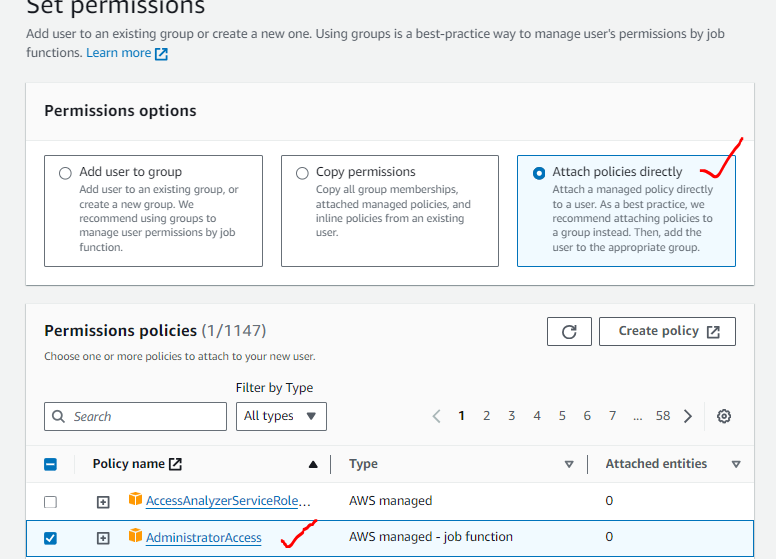 Set permissions
Add user to an existing group or create a new one. Using groups is a best-practice way to manage user's permissions by job
functions. Learn more
Permissions options
Add user to group
Add user to an existing group, or
create a new group. We
recommend using groups to
manage user permissions by job
function.
Copy permissions
Copy all group memberships,
attached managed policies, and
inline policies from an existing
user.
Attach policies directly
Attach a managed policy directly
to a user. As a best practice, we
recommend attaching policies to
a group instead. Then, add the
user to the appropriate group.
Permissions policies (1/1147)
Create policy
Choose one or more policies to attach to your new user.
Filter by Type
Search
All types
1 2 3 4 5 6 7 ... 58
Policy name Type Attached entities
AccessAnalyzerServiceRole... AWS managed 0
AdministratorAccess AWS managed - job function 0